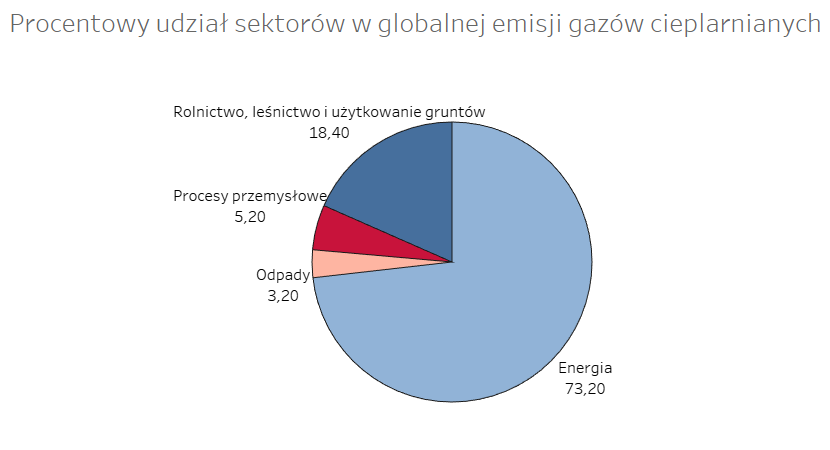 Procentowy udział sektorów w globalnej emisji gazów cieplarnianych
Rolnictwo, leśnictwo i użytkowanie gruntów
18,40
Procesy przemysłowe
5,20
Odpady
3,20
Energia
73,20